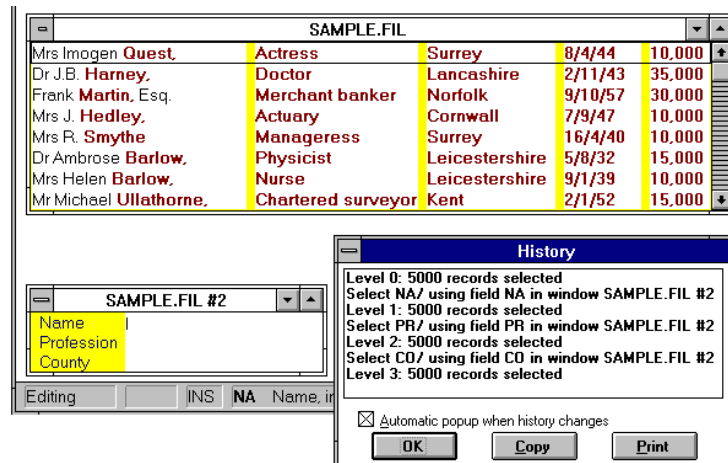 SAMPLE.FIL
Mrs Imogen Quest, Actress Surrey 8/4/44 10,000
Dr J.B. Harney, Doctor Lancashire 2/11/43 35,000
Frank Martin, Esq. Merchant banker Norfolk 9/10/57 30,000
Mrs J. Hedley, Actuary Cornwall 7/9/47 10,000
Mrs R. Smythe Manageress Surrey 16/4/40 10,000
Dr Ambrose Barlow, Physicist Leicestershire 5/8/32 15,000
Mrs Helen Barlow, Nurse Leicestershire 9/1/39 10,000
Mr Michael Ullathorne, Chartered surveyor Kent 2/1/52 15,000
SAMPLE.FIL #2
Name
Profession
County
Editing INS NA Name, in
History
Level 0: 5000 records selected
Select NA/ using field NA in window SAMPLE.FIL #2
Level 1: 5000 records selected
Select PR/ using field PR in window SAMPLE.FIL #2
Level 2: 5000 records selected
Select CO/ using field CO in window SAMPLE.FIL #2
Level 3: 5000 records selected
Automatic popup when history changes
OK Copy Print